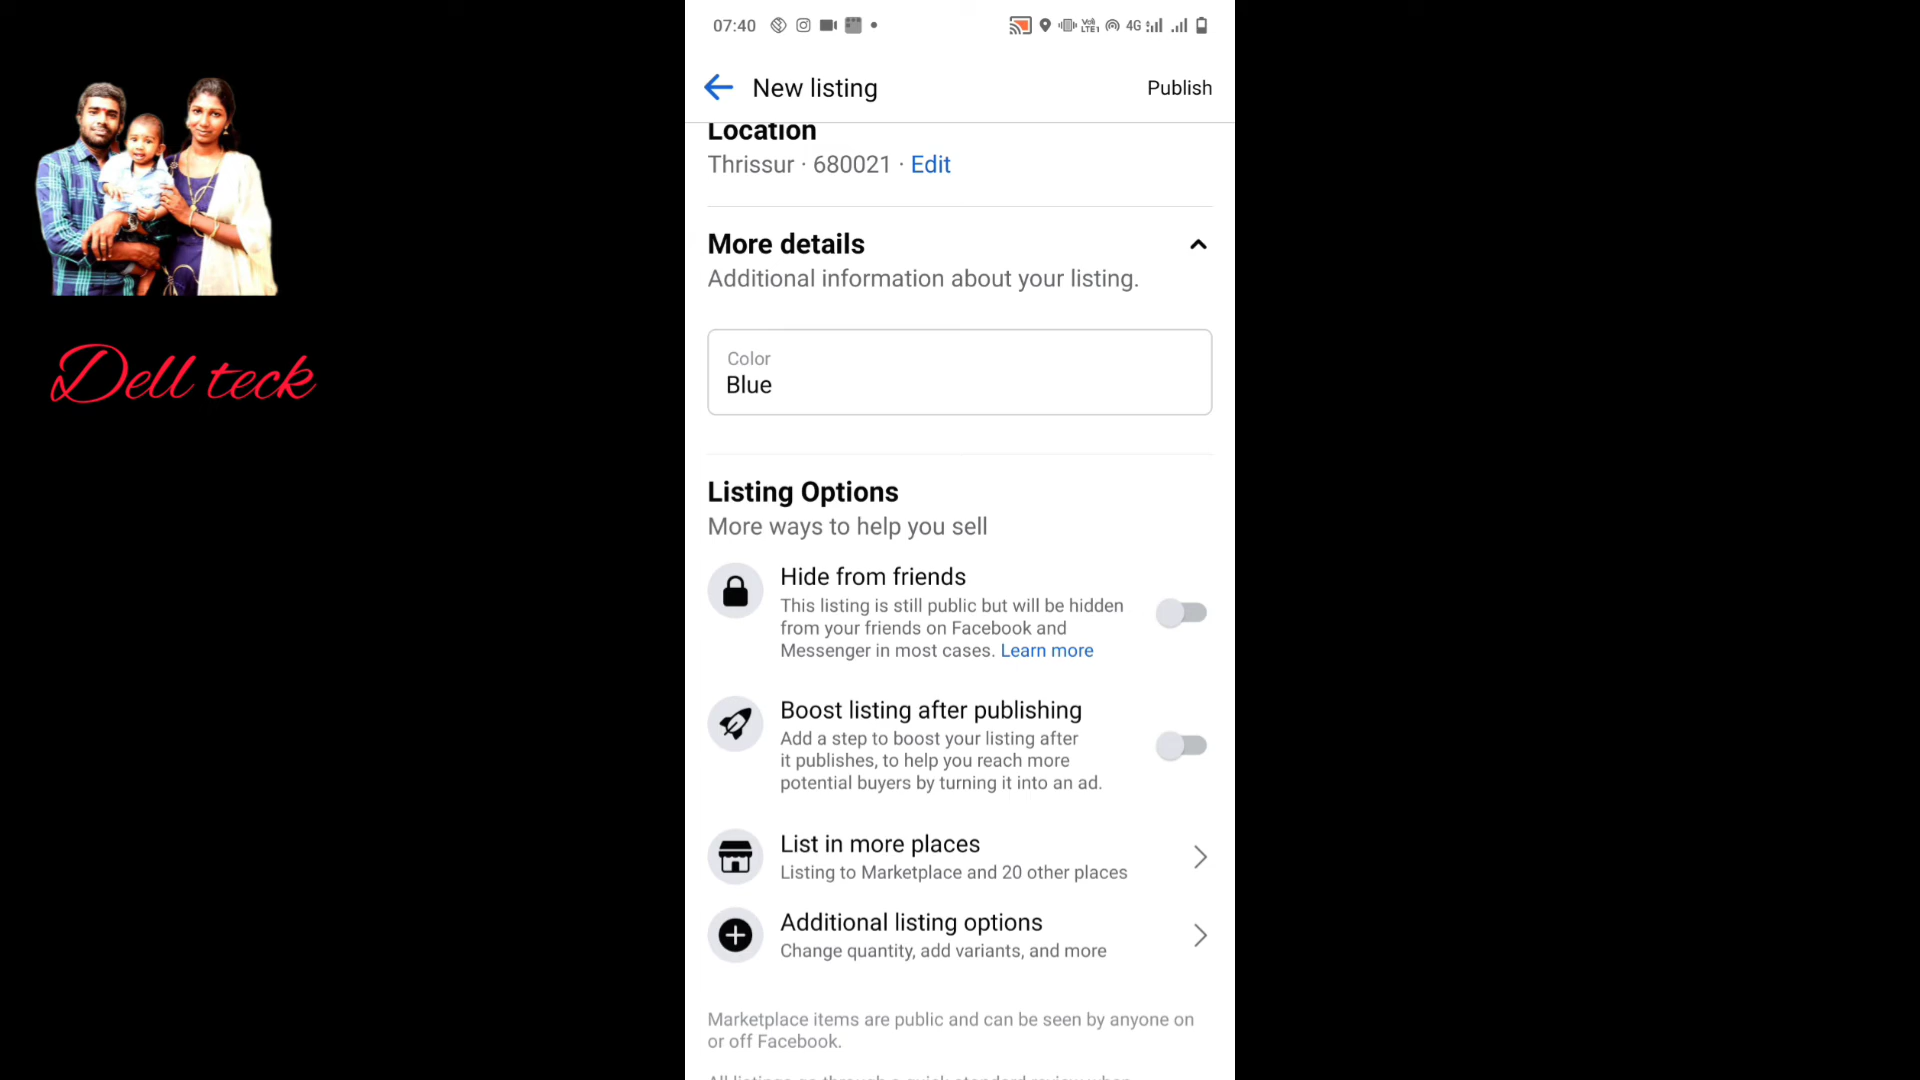 07:40
4G
New listing
Publish
Location
Thrissur · 680021 · Edit
More details
Additional information about your listing.
Color
Blue
Listing Options
More ways to help you sell
Hide from friends
This listing is still public but will be hidden
from your friends on Facebook and
Messenger in most cases. Learn more
Boost listing after publishing
Add a step to boost your listing after
it publishes, to help you reach more
potential buyers by turning it into an ad.
List in more places
Listing to Marketplace and 20 other places
Additional listing options
Change quantity, add variants, and more
Marketplace items are public and can be seen by anyone on
or off Facebook.
Dell teck